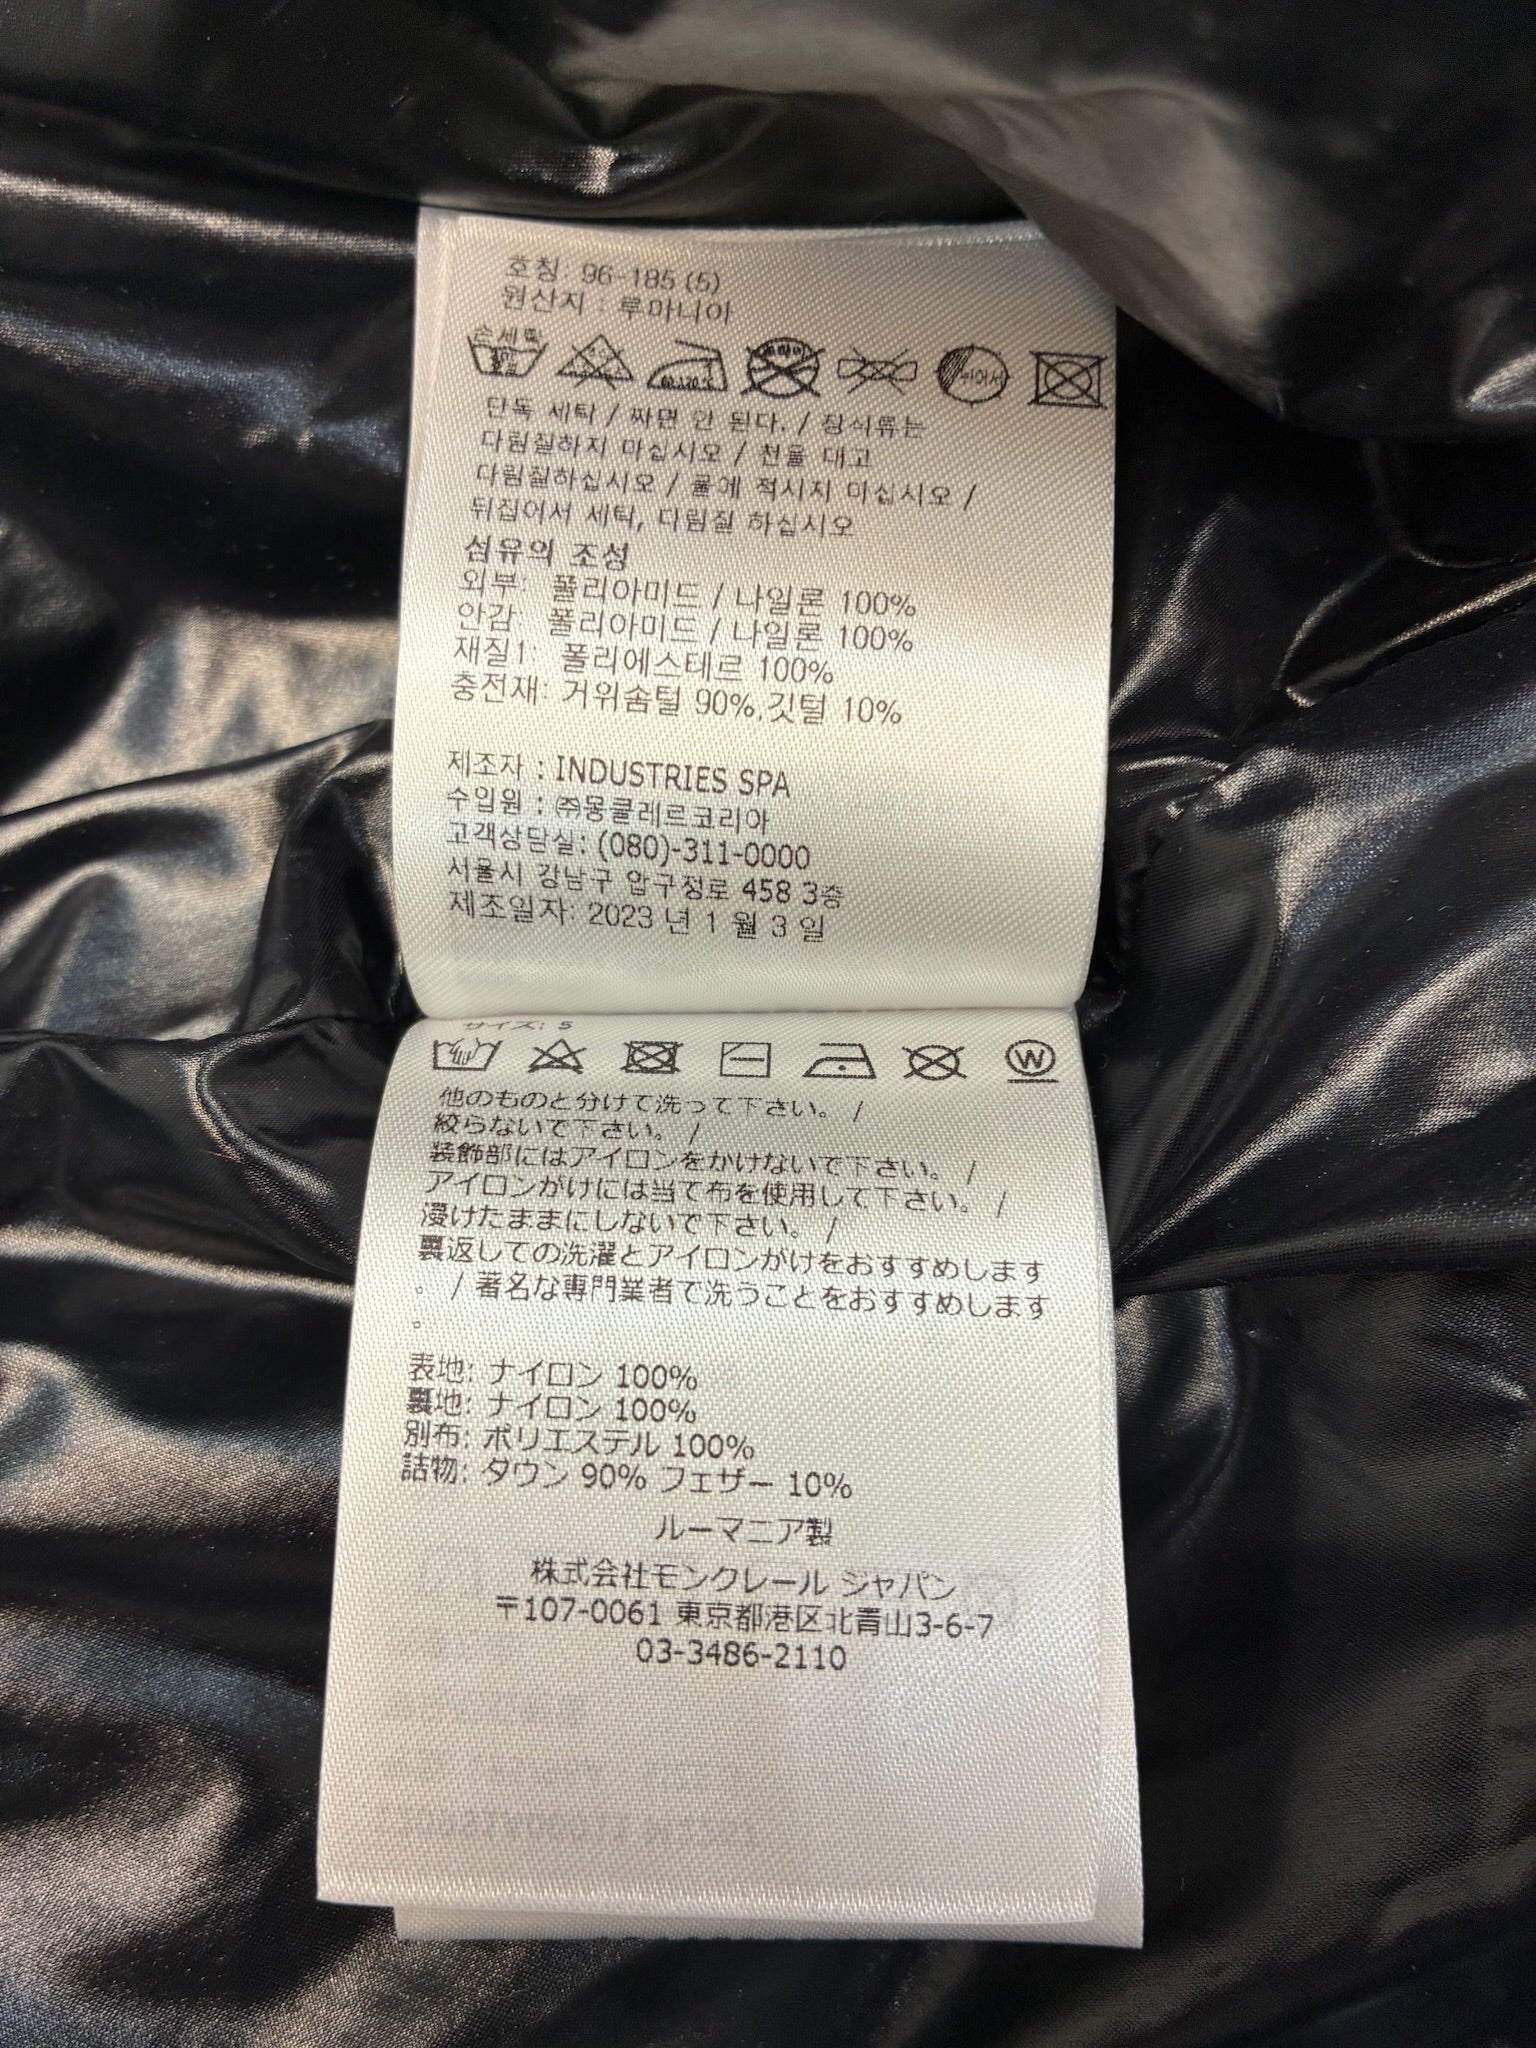 호칭: 96-185 (5)
원산지 : 루마니아
손세탁
단독 세탁 / 짜면 안 된다. / 장식류는
다림질하지 마십시오 / 천을 대고
다림질하십시오 / 물에 적시지 마십시오 /
뒤집어서 세탁, 다림질 하십시오
섬유의 조성
외부: 폴리아미드 / 나일론 100%
안감: 폴리아미드 / 나일론 100%
재질1: 폴리에스테르 100%
충전재: 거위솜털 90%,깃털 10%
제조자 : INDUSTRIES SPA
수입원 : ㈜몽클레르코리아
고객상담실: (080)-311-0000
서울시 강남구 압구정로 458 3층
제조일자: 2023 년 1 월 3 일
サイズ: 5
W
他のものと分けて洗って下さい。 /
絞らないで下さい。 /
装飾部にはアイロンをかけないで下さい。 /
アイロンがけには当て布を使用して下さい。 /
浸けたままにしないで下さい。 /
裏返しての洗濯とアイロンがけをおすすめします
。 / 著名な専門業者で洗うことをおすすめします
。
表地: ナイロン 100%
裏地: ナイロン 100%
別布: ポリエステル 100%
詰物: ダウン 90% フェザー 10%
ルーマニア製
株式会社モンクレール ジャパン
〒107-0061 東京都港区北青山3-6-7
03-3486-2110